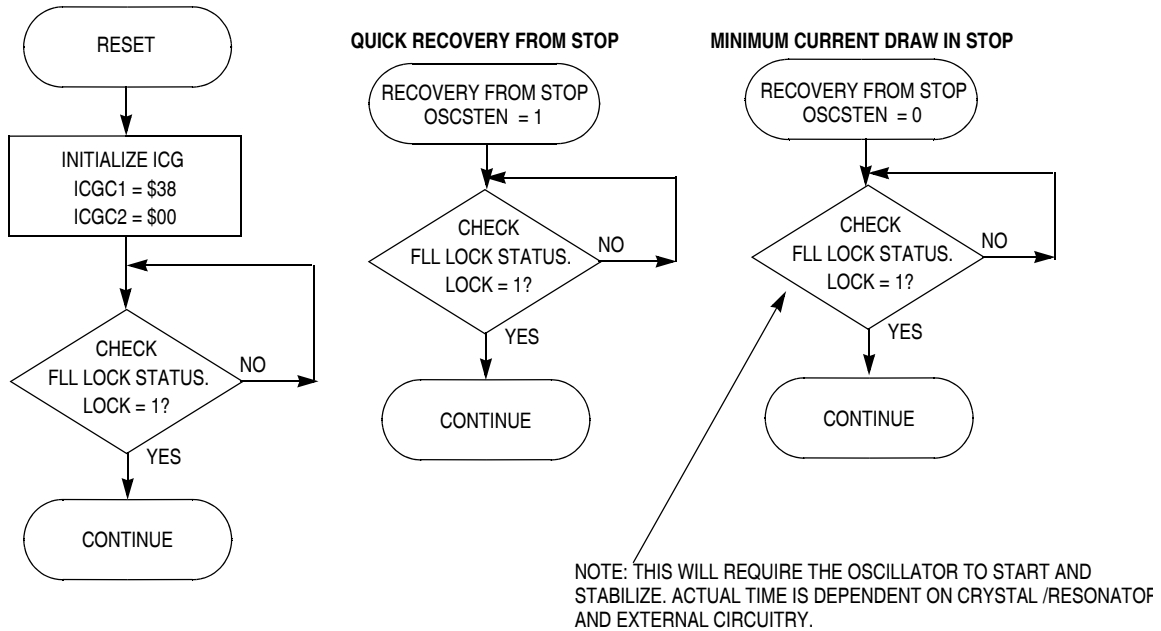 RESET
INITIALIZE ICG
ICGC1 = $38
ICGC2 = $00
CHECK
FLL LOCK STATUS.
LOCK = 1?
NO
YES
CONTINUE
QUICK RECOVERY FROM STOP
RECOVERY FROM STOP
OSCSTEN = 1
CHECK
FLL LOCK STATUS.
LOCK = 1?
NO
YES
CONTINUE
MINIMUM CURRENT DRAW IN STOP
RECOVERY FROM STOP
OSCSTEN = 0
CHECK
FLL LOCK STATUS.
LOCK = 1?
NO
YES
CONTINUE
NOTE: THIS WILL REQUIRE THE OSCILLATOR TO START AND
STABILIZE. ACTUAL TIME IS DEPENDENT ON CRYSTAL /RESONATOR
AND EXTERNAL CIRCUITRY.